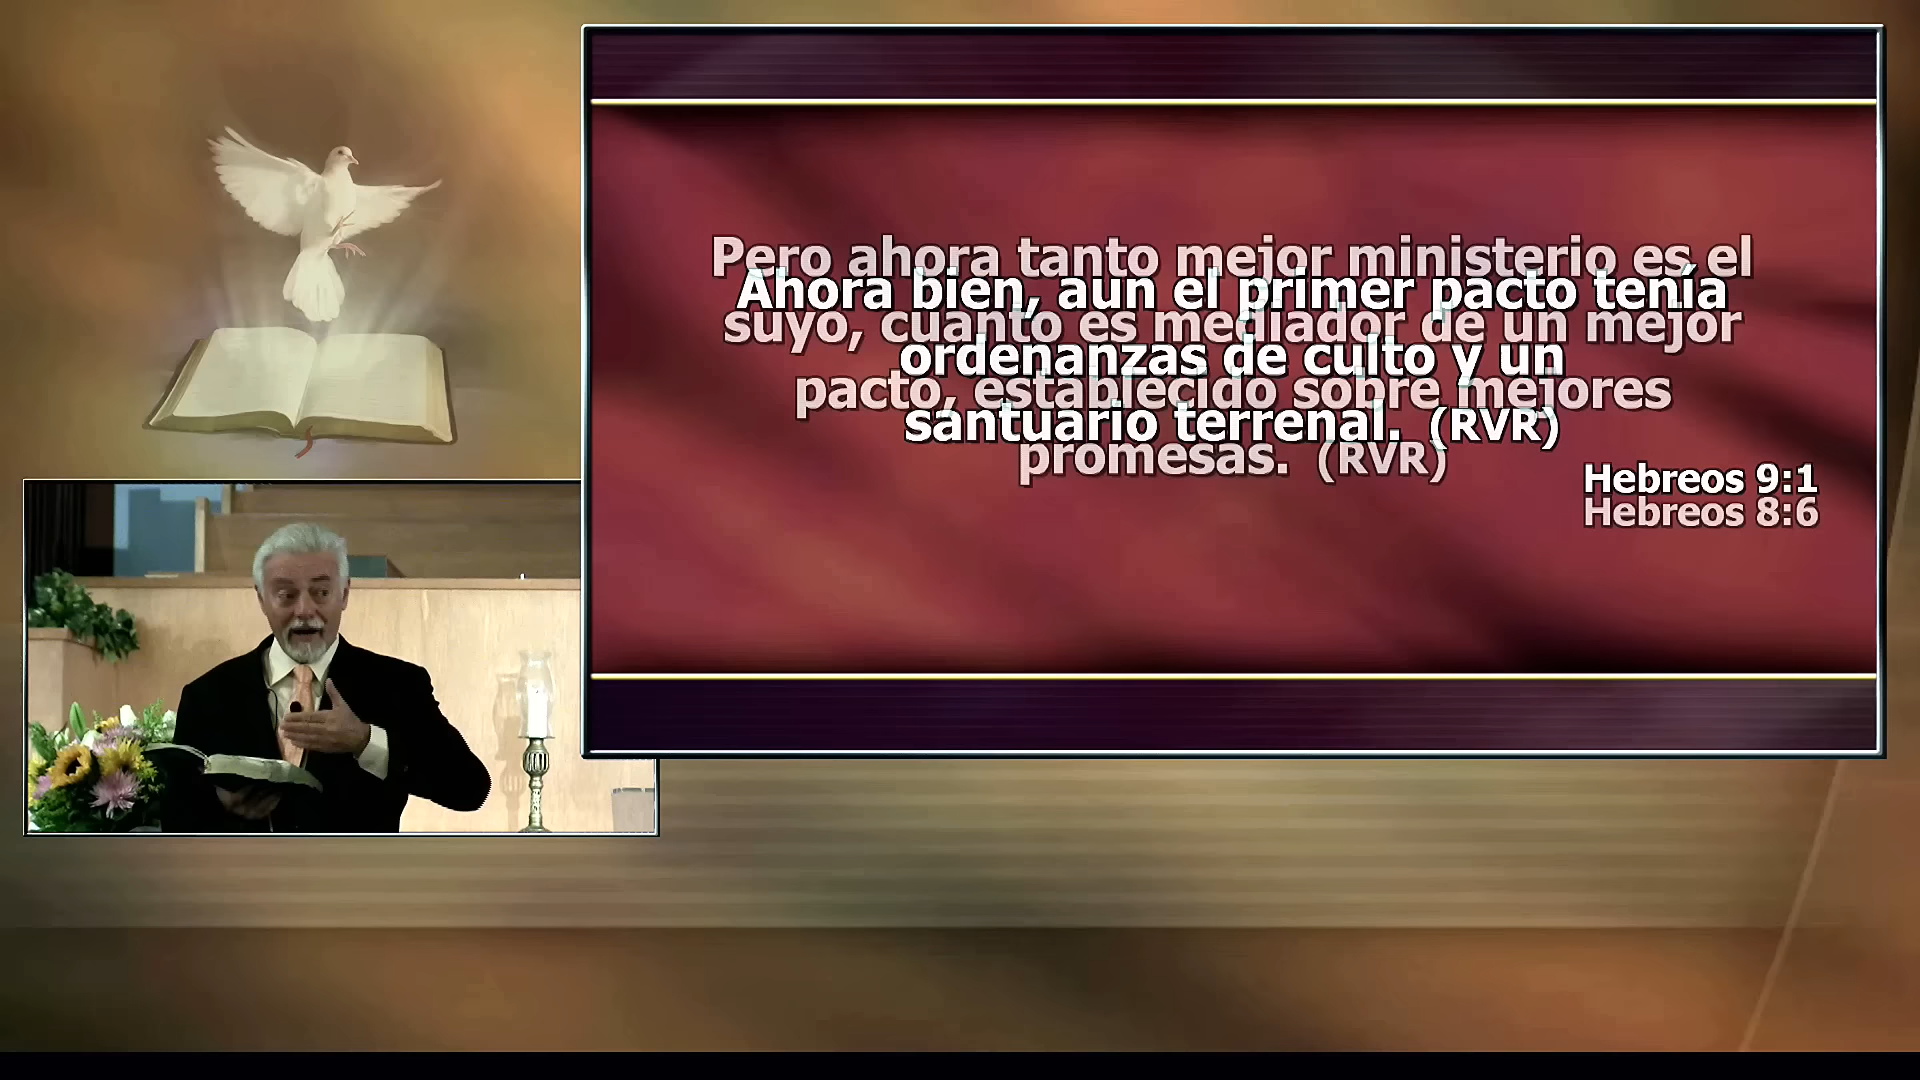 Pero ahora tanto mejor ministerio es el
suyo, cuanto es mediador de un mejor
pacto, establecido sobre mejores
promesas. (RVR)
Hebreos 8:6
Ahora bien, aun el primer pacto tenía
ordenanzas de culto y un
santuario terrenal. (RVR)
Hebreos 9:1